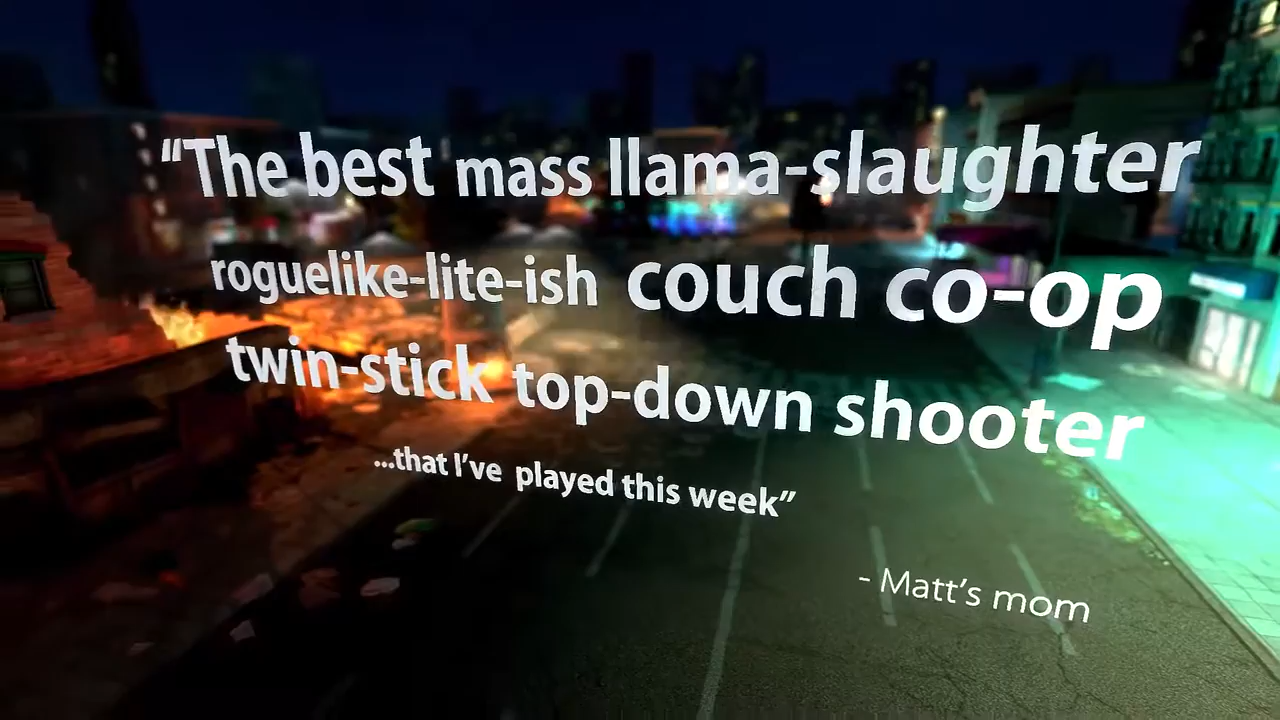 “The best mass llama-slaughter
roguelike-lite-ish couch co-op
twin-stick top-down shooter
...that I’ve played this week”
- Matt’s mom